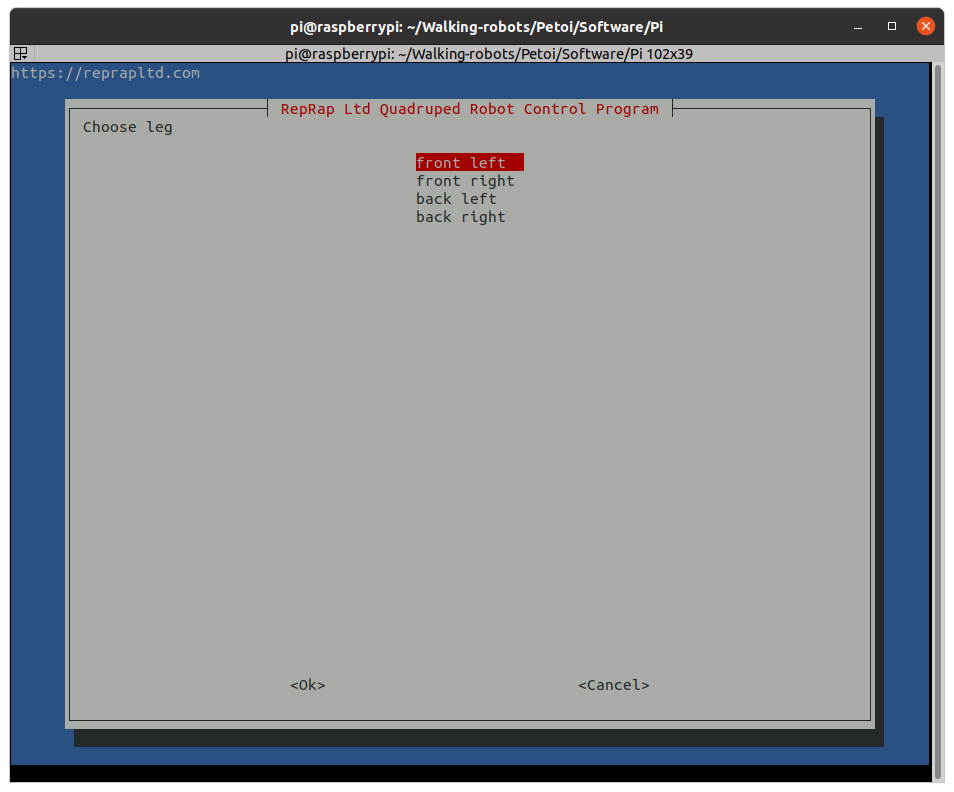 pi@raspberrypi: ~/Walking-robots/Petoi/Software/Pi
pi@raspberrypi: ~/Walking-robots/Petoi/Software/Pi 102x39
https://reprapltd.com
RepRap Ltd Quadruped Robot Control Program
Choose leg
front left
front right
back left
back right
<Ok> <Cancel>